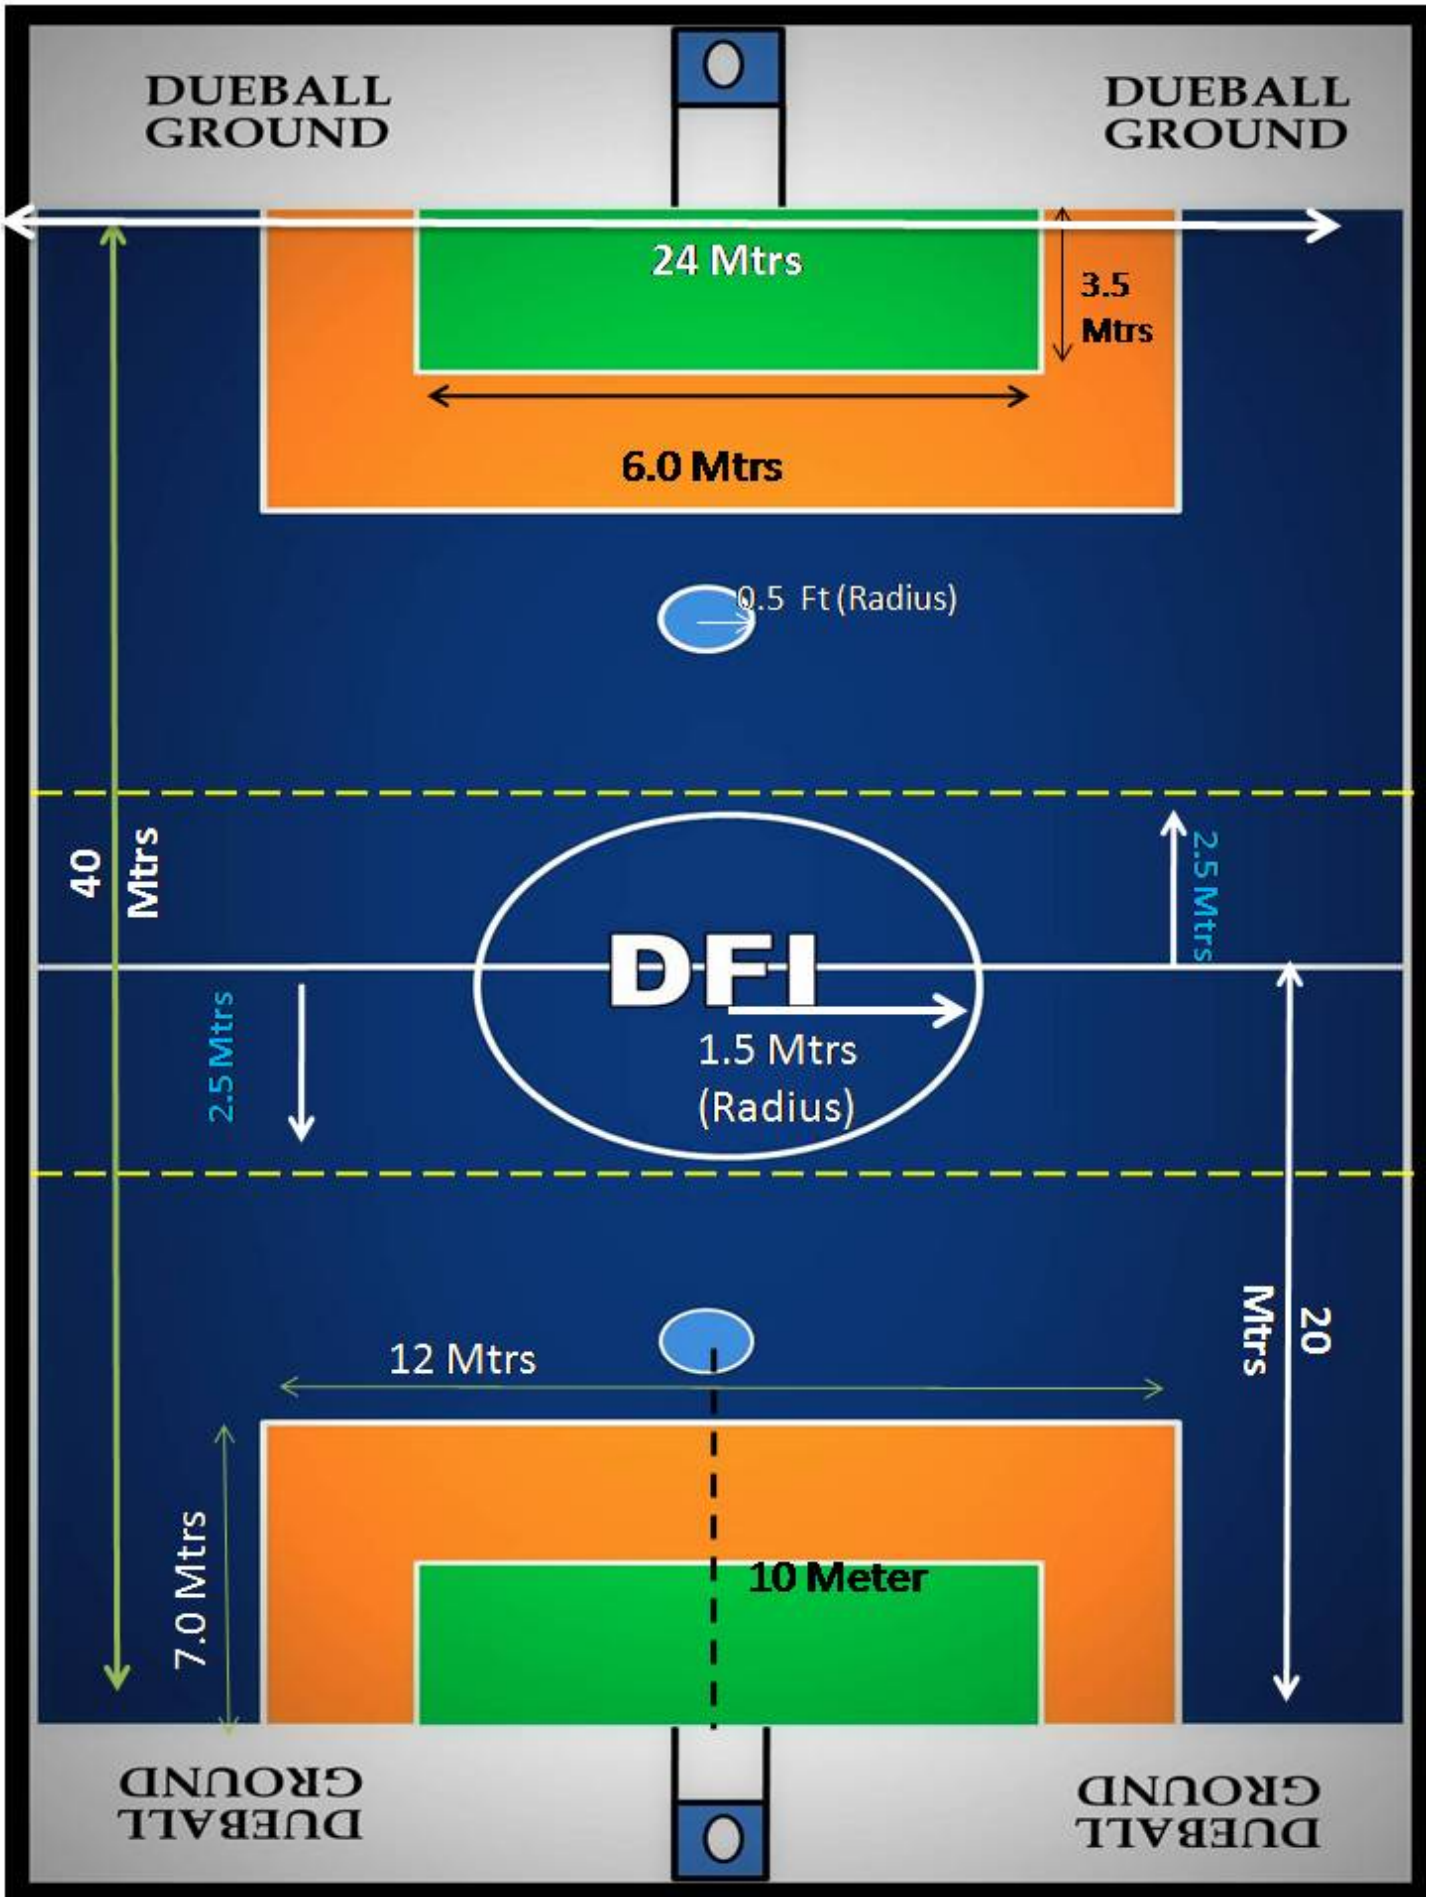 DUEBALL
GROUND
DUEBALL
GROUND
24 Mtrs
3.5
Mtrs
6.0 Mtrs
0.5 Ft (Radius)
40
Mtrs
2.5 Mtrs
DFI
1.5 Mtrs
(Radius)
2.5 Mtrs
20
Mtrs
12 Mtrs
7.0 Mtrs
10 Meter
DUEBALL
GROUND
DUEBALL
GROUND